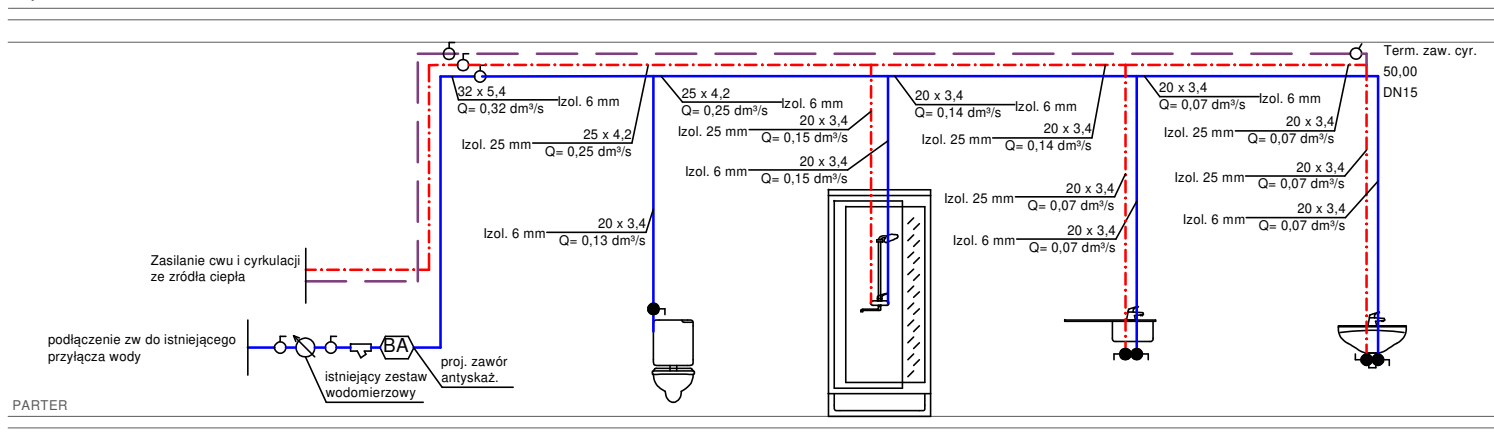 Term. zaw. cyr.
50,00
DN15
32 x 5,4
Q= 0,32 dm³/s
Izol. 6 mm
25 x 4,2
Izol. 25 mm
Q= 0,25 dm³/s
25 x 4,2
Q= 0,25 dm³/s
Izol. 6 mm
20 x 3,4
Izol. 25 mm
Q= 0,15 dm³/s
20 x 3,4
Izol. 6 mm
Q= 0,15 dm³/s
20 x 3,4
Q= 0,14 dm³/s
Izol. 6 mm
20 x 3,4
Izol. 25 mm
Q= 0,14 dm³/s
20 x 3,4
Q= 0,07 dm³/s
Izol. 6 mm
20 x 3,4
Izol. 25 mm
Q= 0,07 dm³/s
20 x 3,4
Izol. 25 mm
Q= 0,07 dm³/s
20 x 3,4
Izol. 6 mm
Q= 0,07 dm³/s
20 x 3,4
Izol. 25 mm
Q= 0,07 dm³/s
20 x 3,4
Izol. 6 mm
Q= 0,07 dm³/s
20 x 3,4
Izol. 6 mm
Q= 0,13 dm³/s
Zasilanie cwu i cyrkulacji
ze zródła ciepła
podłączenie zw do istniejącego
przyłącza wody
BA
proj. zawór
antyskaż.
istniejący zestaw
wodomierzowy
PARTER